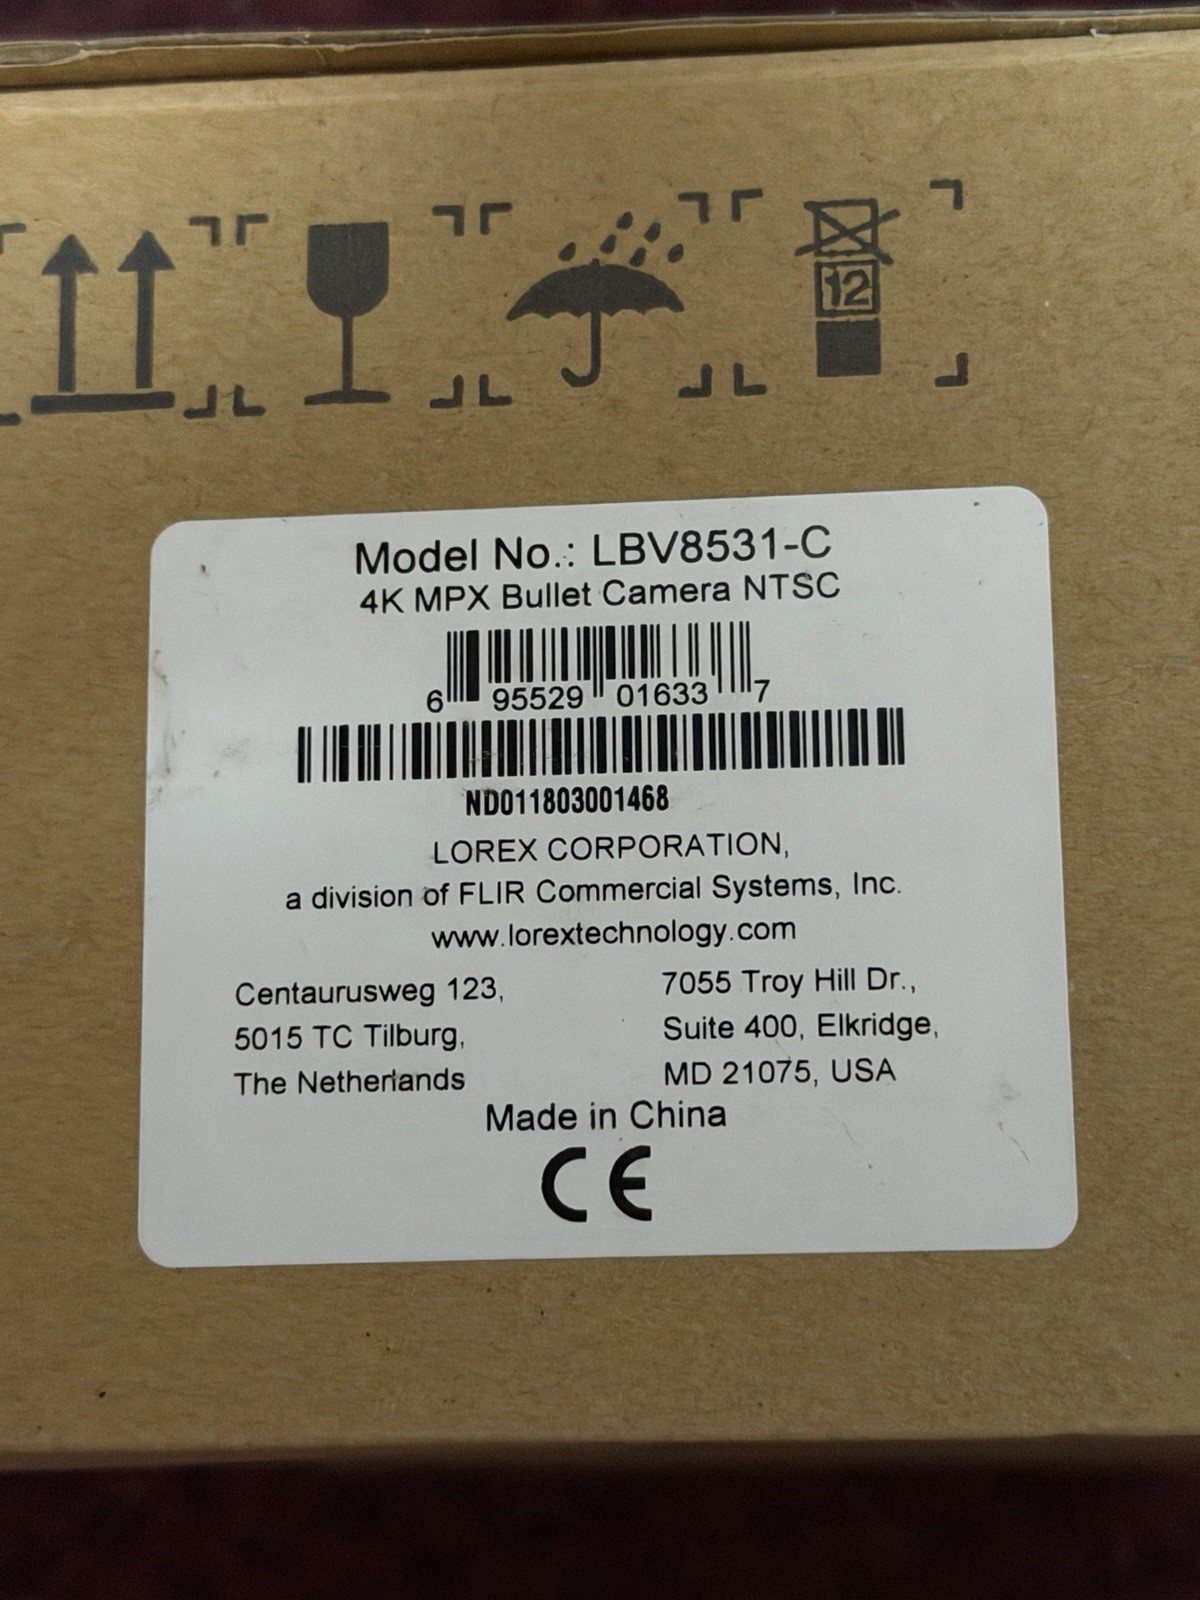 12
Model No.: LBV8531-C
4K MPX Bullet Camera NTSC
6 95529 01633 7
ND011803001468
LOREX CORPORATION,
a division of FLIR Commercial Systems, Inc.
www.lorextechnology.com
Centaurusweg 123,
5015 TC Tilburg,
The Netherlands
7055 Troy Hill Dr.,
Suite 400, Elkridge,
MD 21075, USA
Made in China
CE